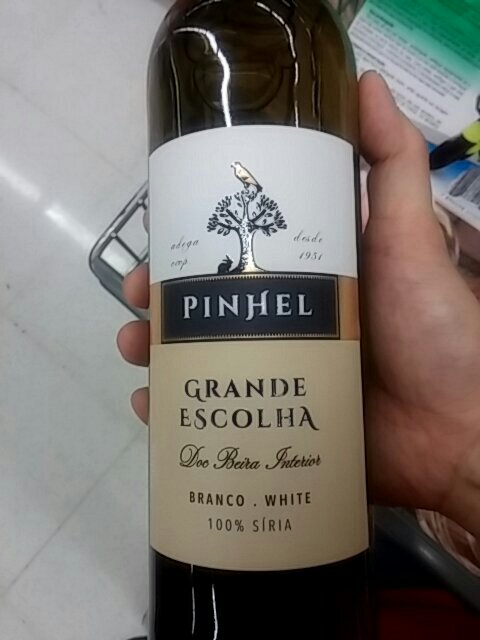 adega desde
coop. 1951
PINHEL
GRANDE
ESCOLHA
Doc Beira Interior
BRANCO . WHITE
100% SÍRIA